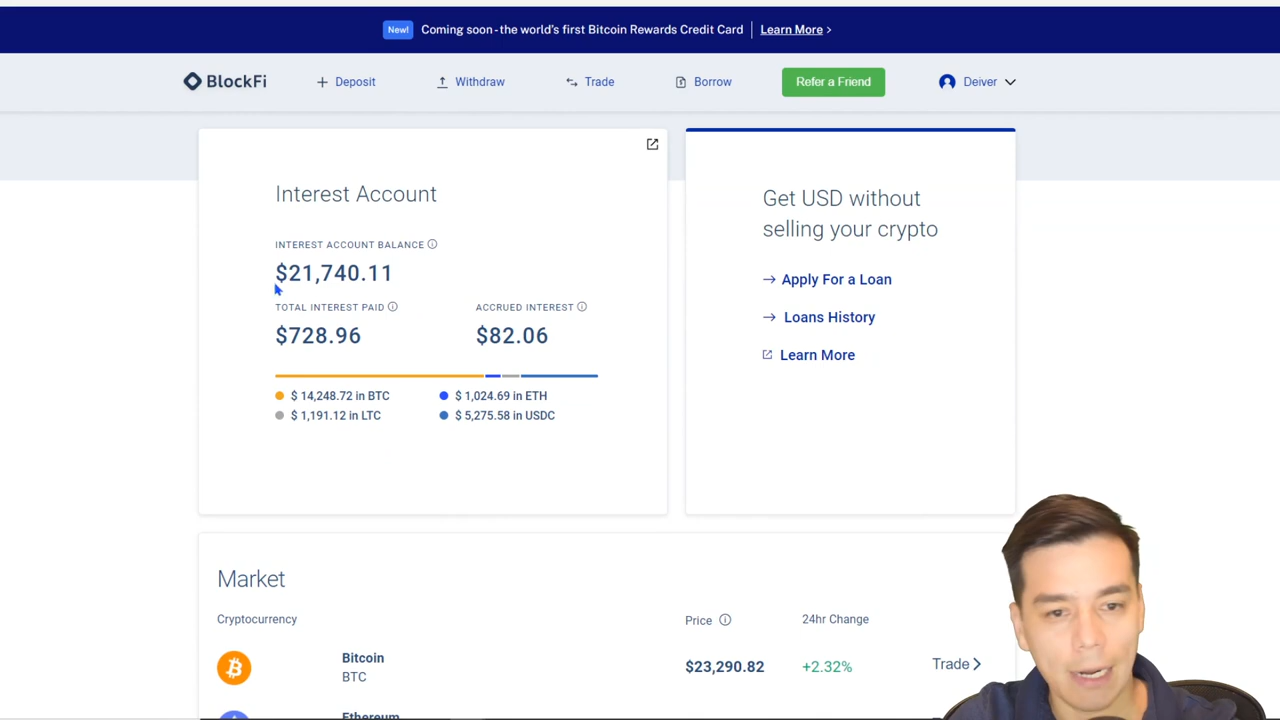 New! Coming soon - the world's first Bitcoin Rewards Credit Card Learn More >
BlockFi Deposit Withdraw Trade Borrow Refer a Friend Deiver
Interest Account
INTEREST ACCOUNT BALANCE
$21,740.11
TOTAL INTEREST PAID ACCRUED INTEREST
$728.96 $82.06
$ 14,248.72 in BTC $ 1,024.69 in ETH
$ 1,191.12 in LTC $ 5,275.58 in USDC
Get USD without
selling your crypto
Apply For a Loan
Loans History
Learn More
Market
Cryptocurrency Price 24hr Change
Bitcoin
BTC
$23,290.82 +2.32% Trade
Ethereum